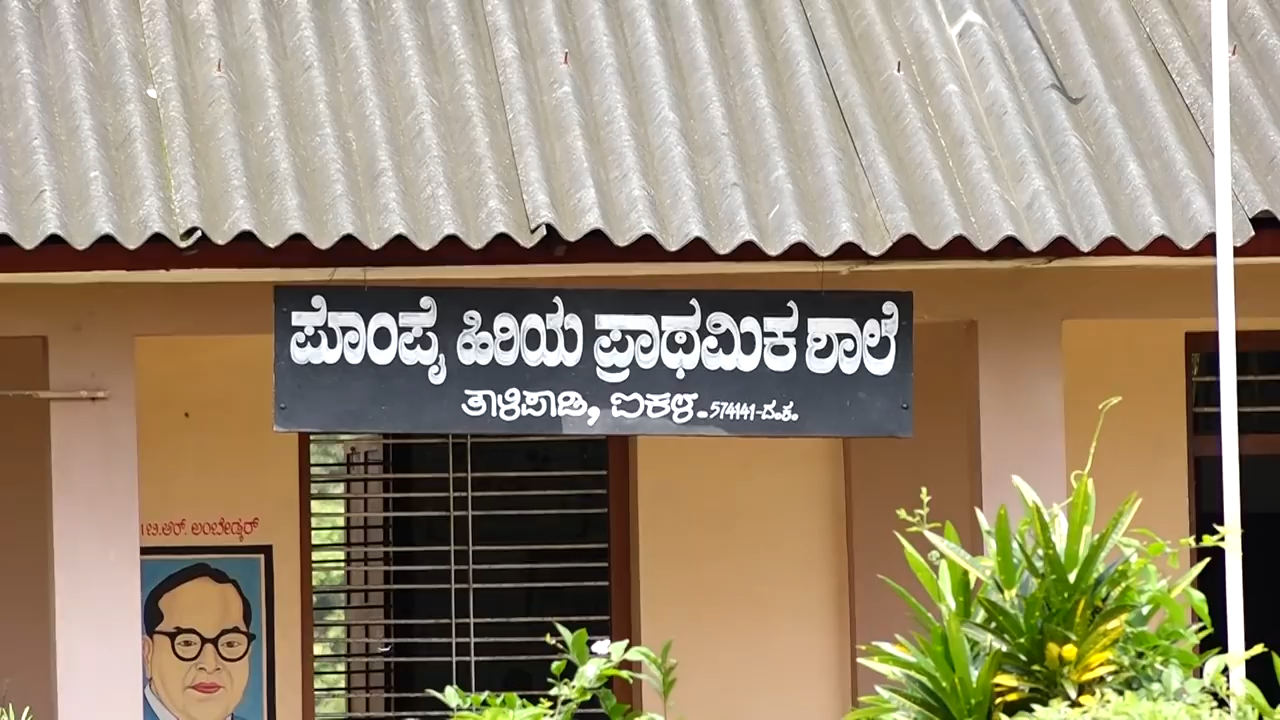 ಪೊಂಪೈ ಹಿರಿಯ ಪ್ರಾಥಮಿಕ ಶಾಲೆ
ತಾಳಿಪಾಡಿ, ಐಕಳ-574141-ದ.ಕ.
ಬಿ.ಆರ್. ಅಂಬೇಡ್ಕರ್